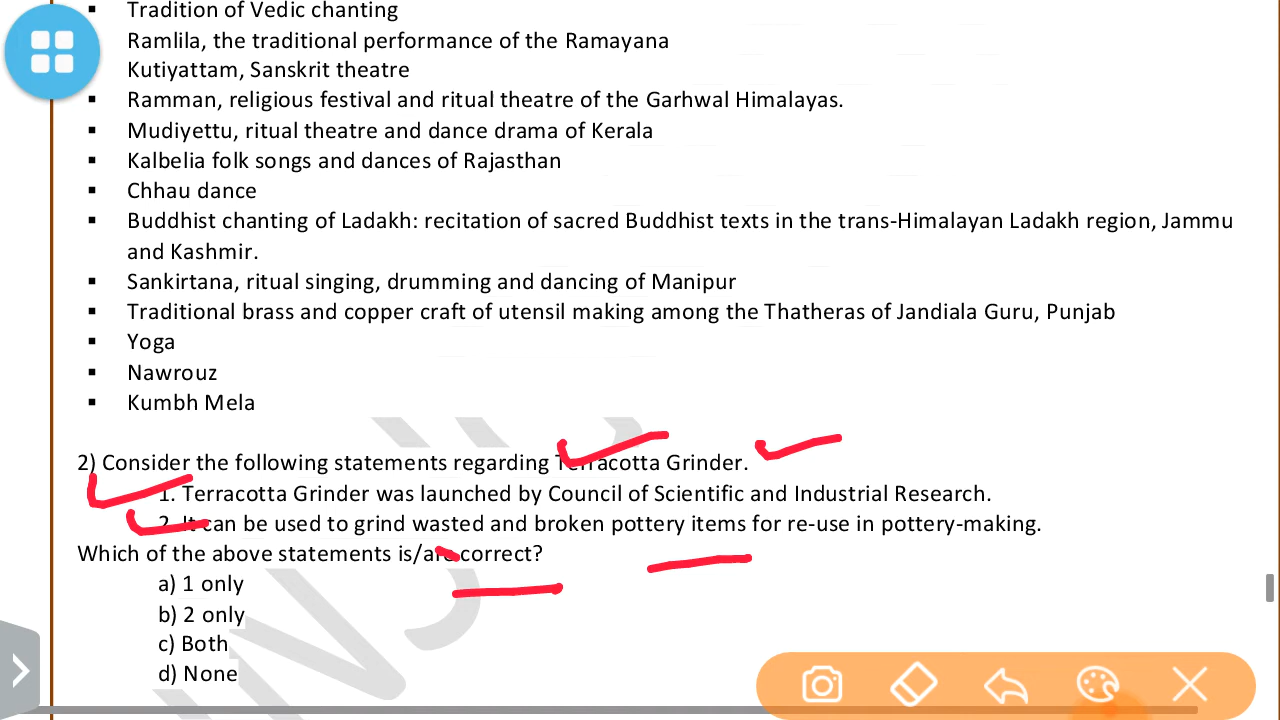 ▪ Tradition of Vedic chanting
Ramlila, the traditional performance of the Ramayana
Kutiyattam, Sanskrit theatre
▪ Ramman, religious festival and ritual theatre of the Garhwal Himalayas.
▪ Mudiyettu, ritual theatre and dance drama of Kerala
▪ Kalbelia folk songs and dances of Rajasthan
▪ Chhau dance
▪ Buddhist chanting of Ladakh: recitation of sacred Buddhist texts in the trans-Himalayan Ladakh region, Jammu
and Kashmir.
▪ Sankirtana, ritual singing, drumming and dancing of Manipur
▪ Traditional brass and copper craft of utensil making among the Thatheras of Jandiala Guru, Punjab
▪ Yoga
▪ Nawrouz
▪ Kumbh Mela
2) Consider the following statements regarding Terracotta Grinder.
1. Terracotta Grinder was launched by Council of Scientific and Industrial Research.
2. It can be used to grind wasted and broken pottery items for re-use in pottery-making.
Which of the above statements is/are correct?
a) 1 only
b) 2 only
c) Both
d) None